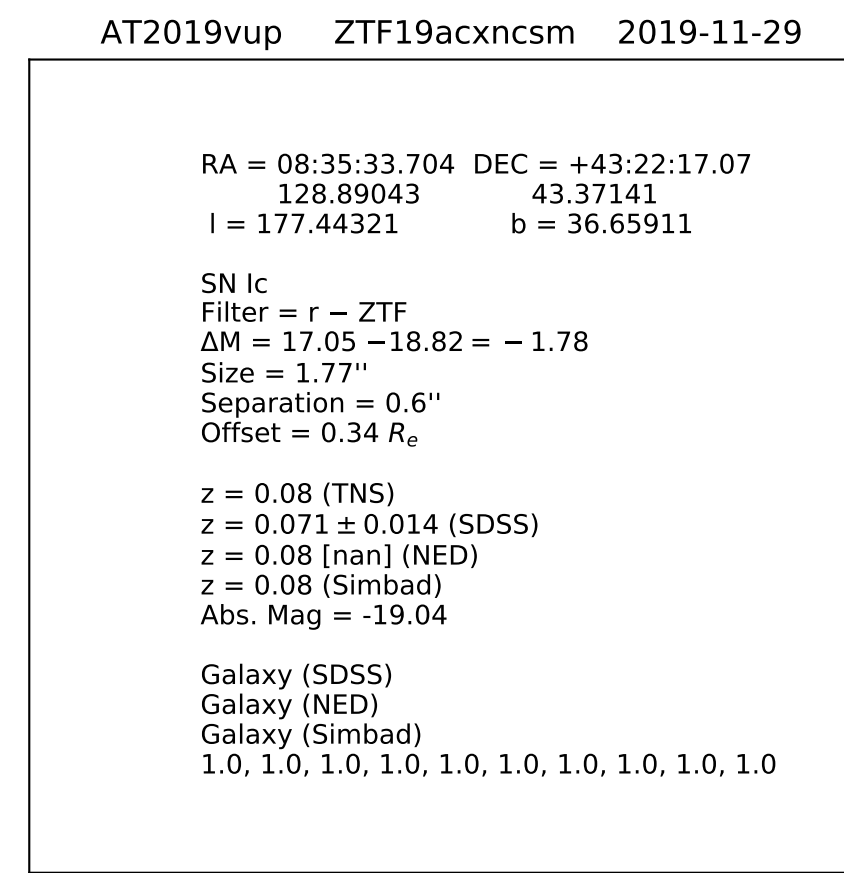 AT2019vup ZTF19acxncsm 2019-11-29
RA = 08:35:33.704 DEC = +43:22:17.07
128.89043 43.37141
l = 177.44321 b = 36.65911
SN Ic
Filter = r − ZTF
ΔM = 17.05 −18.82 = − 1.78
Size = 1.77''
Separation = 0.6''
Offset = 0.34 Re
z = 0.08 (TNS)
z = 0.071 ± 0.014 (SDSS)
z = 0.08 [nan] (NED)
z = 0.08 (Simbad)
Abs. Mag = -19.04
Galaxy (SDSS)
Galaxy (NED)
Galaxy (Simbad)
1.0, 1.0, 1.0, 1.0, 1.0, 1.0, 1.0, 1.0, 1.0, 1.0